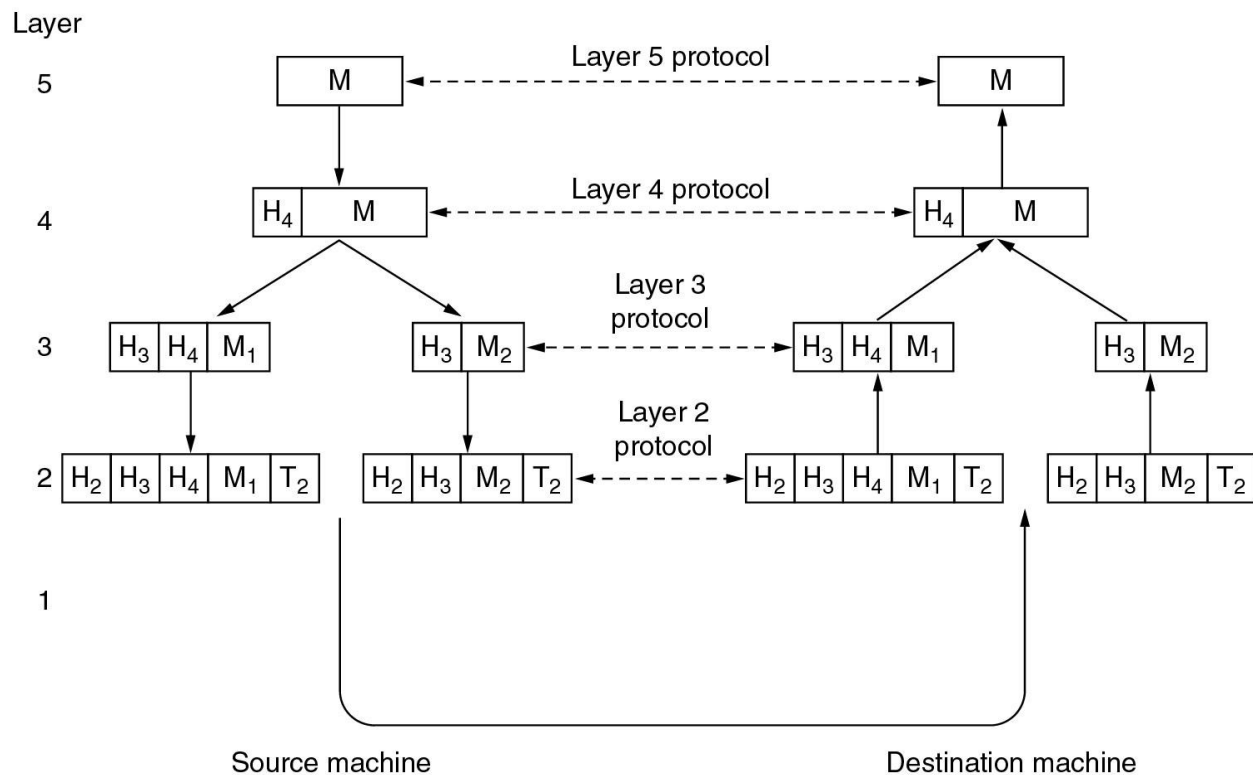 Layer
5 M Layer 5 protocol M
4 H₄ M Layer 4 protocol H₄ M
Layer 3
protocol
3 H₃ H₄ M₁ H₃ M₂ H₃ H₄ M₁ H₃ M₂
Layer 2
protocol
2 H₂ H₃ H₄ M₁ T₂ H₂ H₃ M₂ T₂ H₂ H₃ H₄ M₁ T₂ H₂ H₃ M₂ T₂
1
Source machine Destination machine